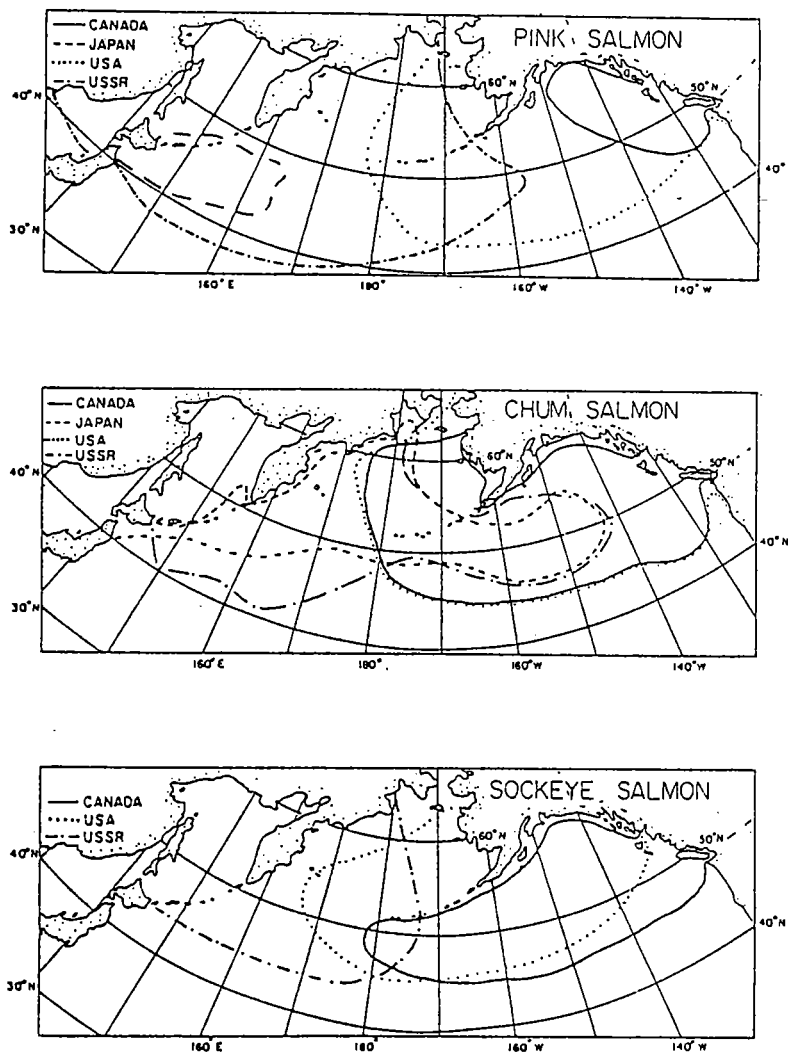 PINK SALMON
CANADA
JAPAN
USA
USSR
60°N
50°N
40°N
40°
30°N
160°E
180°
160°W
140°W
CHUM SALMON
CANADA
JAPAN
USA
USSR
60°N
50°N
40°N
40°N
30°N
160°E
180°
160°W
140°W
SOCKEYE SALMON
CANADA
USA
USSR
60°N
50°N
40°N
40°N
30°N
160°E
180°
160°W
140°W